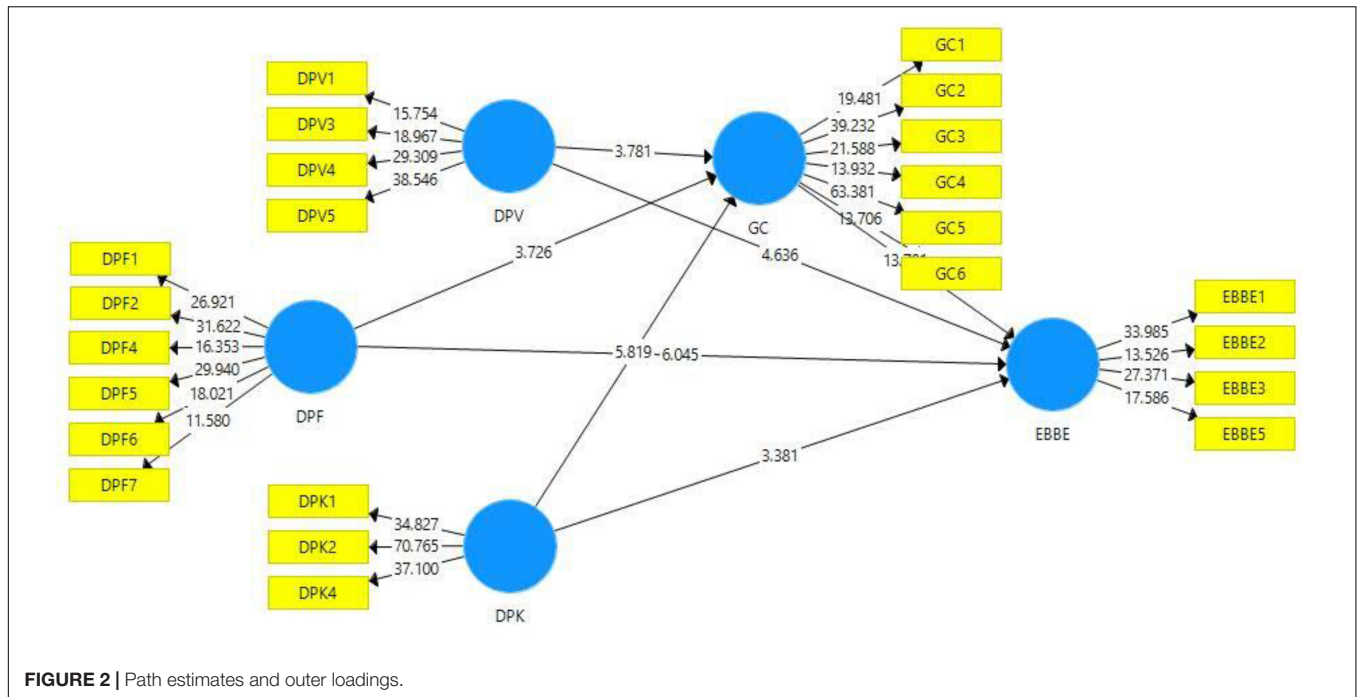 GC1
GC2
GC3
GC4
GC5
GC6
19.481
39.232
21.588
13.932
63.381
13.706
DPV1
DPV3
DPV4
DPV5
15.754
18.967
29.309
38.546
DPV
3.781
GC
4.636
3.726
DPF1
DPF2
DPF4
DPF5
DPF6
DPF7
26.921
31.622
16.353
29.940
18.021
11.580
DPF
5.819
6.045
EBBE1
EBBE2
EBBE3
EBBE5
33.985
13.526
27.371
17.586
EBBE
3.381
DPK1
DPK2
DPK4
34.827
70.765
37.100
DPK
FIGURE 2 | Path estimates and outer loadings.